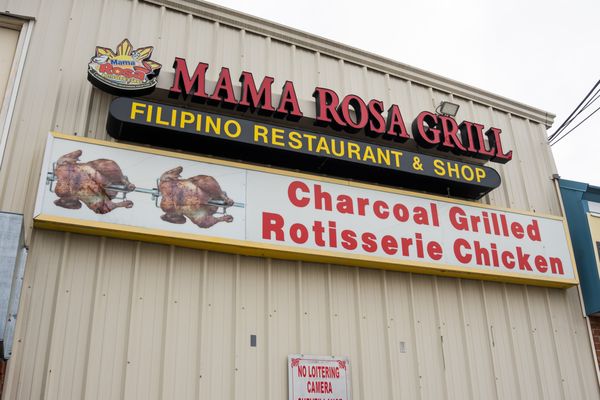 Mama
Rosa
MAMA ROSA GRILL
FILIPINO RESTAURANT & SHOP
Charcoal Grilled
Rotisserie Chicken
NO LOITERING
CAMERA